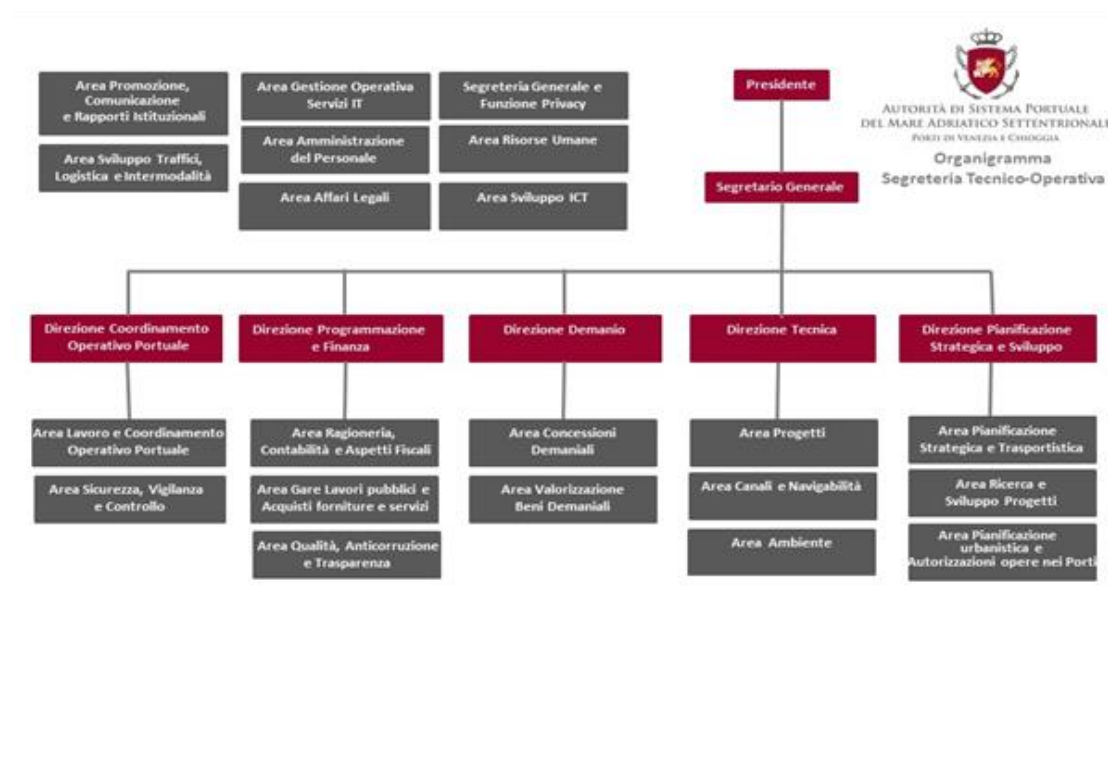 Area Promozione,
Comunicazione
e Rapporti Istituzionali
Area Sviluppo Traffici,
Logistica e Intermodalità
Area Gestione Operativa
Servizi IT
Area Amministrazione
del Personale
Area Affari Legali
Segreteria Generale e
Funzione Privacy
Area Risorse Umane
Area Sviluppo ICT
Presidente
Segretario Generale
AUTORITÀ DI SISTEMA PORTUALE
DEL MARE ADRIATICO SETTENTRIONALE
PORTI DI VENEZIA E CHIOGGIA
Organigramma
Segreteria Tecnico-Operativa
Direzione Coordinamento
Operativo Portuale
Area Lavoro e Coordinamento
Operativo Portuale
Area Sicurezza, Vigilanza
e Controllo
Direzione Programmazione
e Finanza
Area Ragioneria,
Contabilità e Aspetti Fiscali
Area Gare Lavori pubblici e
Acquisti forniture e servizi
Area Qualità, Anticorruzione
e Trasparenza
Direzione Demanio
Area Concessioni
Demaniali
Area Valorizzazione
Beni Demaniali
Direzione Tecnica
Area Progetti
Area Canali e Navigabilità
Area Ambiente
Direzione Pianificazione
Strategica e Sviluppo
Area Pianificazione
Strategica e Trasportistica
Area Ricerca e
Sviluppo Progetti
Area Pianificazione
urbanistica e
Autorizzazioni opere nei Porti